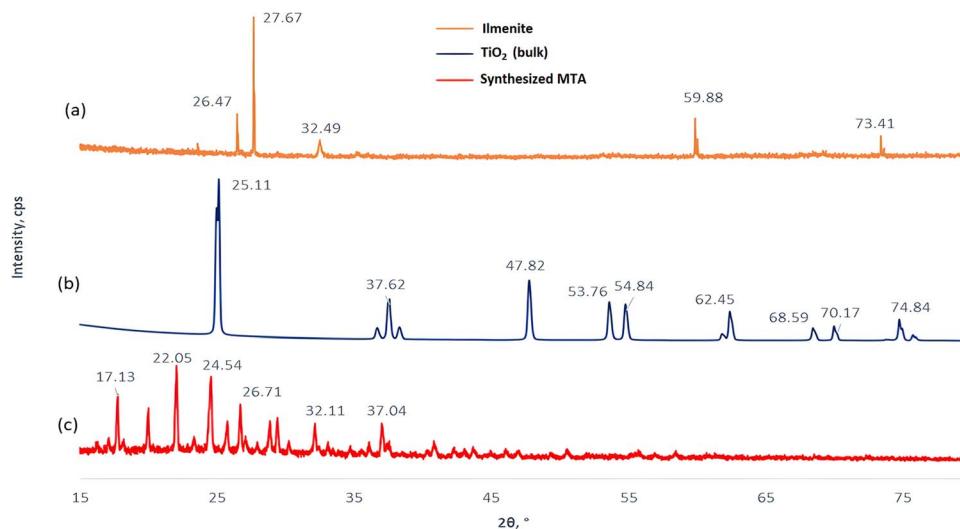 27.67
Ilmenite
TiO₂ (bulk)
Synthesized MTA
(a)
26.47
32.49
59.88
73.41
25.11
Intensity, cps
(b)
37.62
47.82
53.76
54.84
62.45
68.59
70.17
74.84
(c)
17.13
22.05
24.54
26.71
32.11
37.04
15 25 35 45 55 65 75
2θ, °